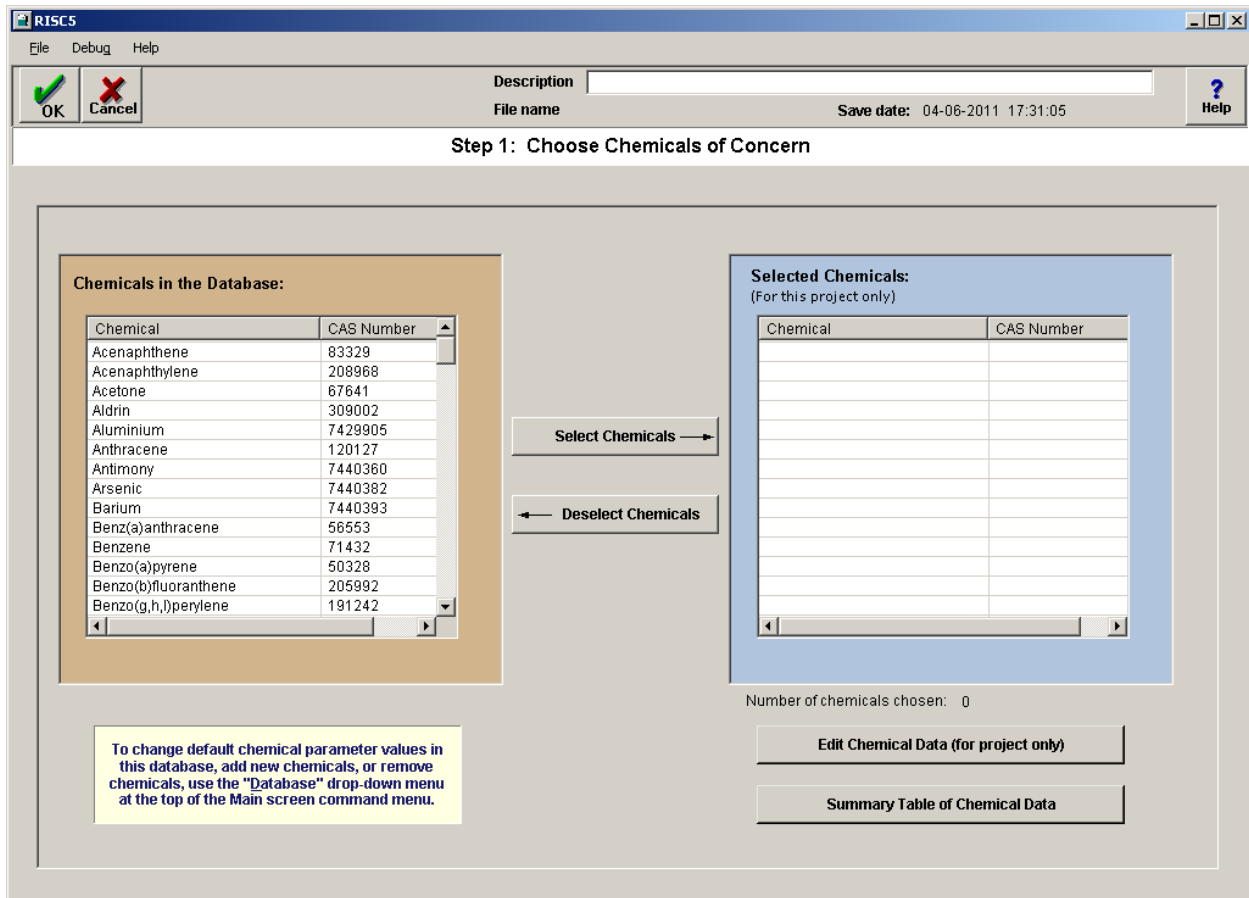 RISC5
File Debug Help
OK Cancel
Description
File name Save date: 04-06-2011 17:31:05
? Help
Step 1: Choose Chemicals of Concern
Chemicals in the Database:
Chemical CAS Number
Acenaphthene 83329
Acenaphthylene 208968
Acetone 67641
Aldrin 309002
Aluminium 7429905
Anthracene 120127
Antimony 7440360
Arsenic 7440382
Barium 7440393
Benz(a)anthracene 56553
Benzene 71432
Benzo(a)pyrene 50328
Benzo(b)fluoranthene 205992
Benzo(g,h,I)perylene 191242
Select Chemicals
Deselect Chemicals
Selected Chemicals:
(For this project only)
Chemical CAS Number
Number of chemicals chosen: 0
Edit Chemical Data (for project only)
Summary Table of Chemical Data
To change default chemical parameter values in
this database, add new chemicals, or remove
chemicals, use the "Database" drop-down menu
at the top of the Main screen command menu.